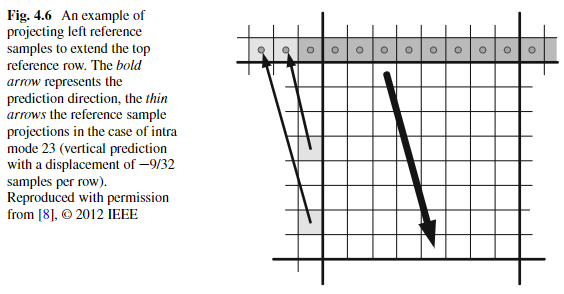 Fig. 4.6 An example of
projecting left reference
samples to extend the top
reference row. The bold
arrow represents the
prediction direction, the thin
arrows the reference sample
projections in the case of intra
mode 23 (vertical prediction
with a displacement of −9/32
samples per row).
Reproduced with permission
from [8], © 2012 IEEE